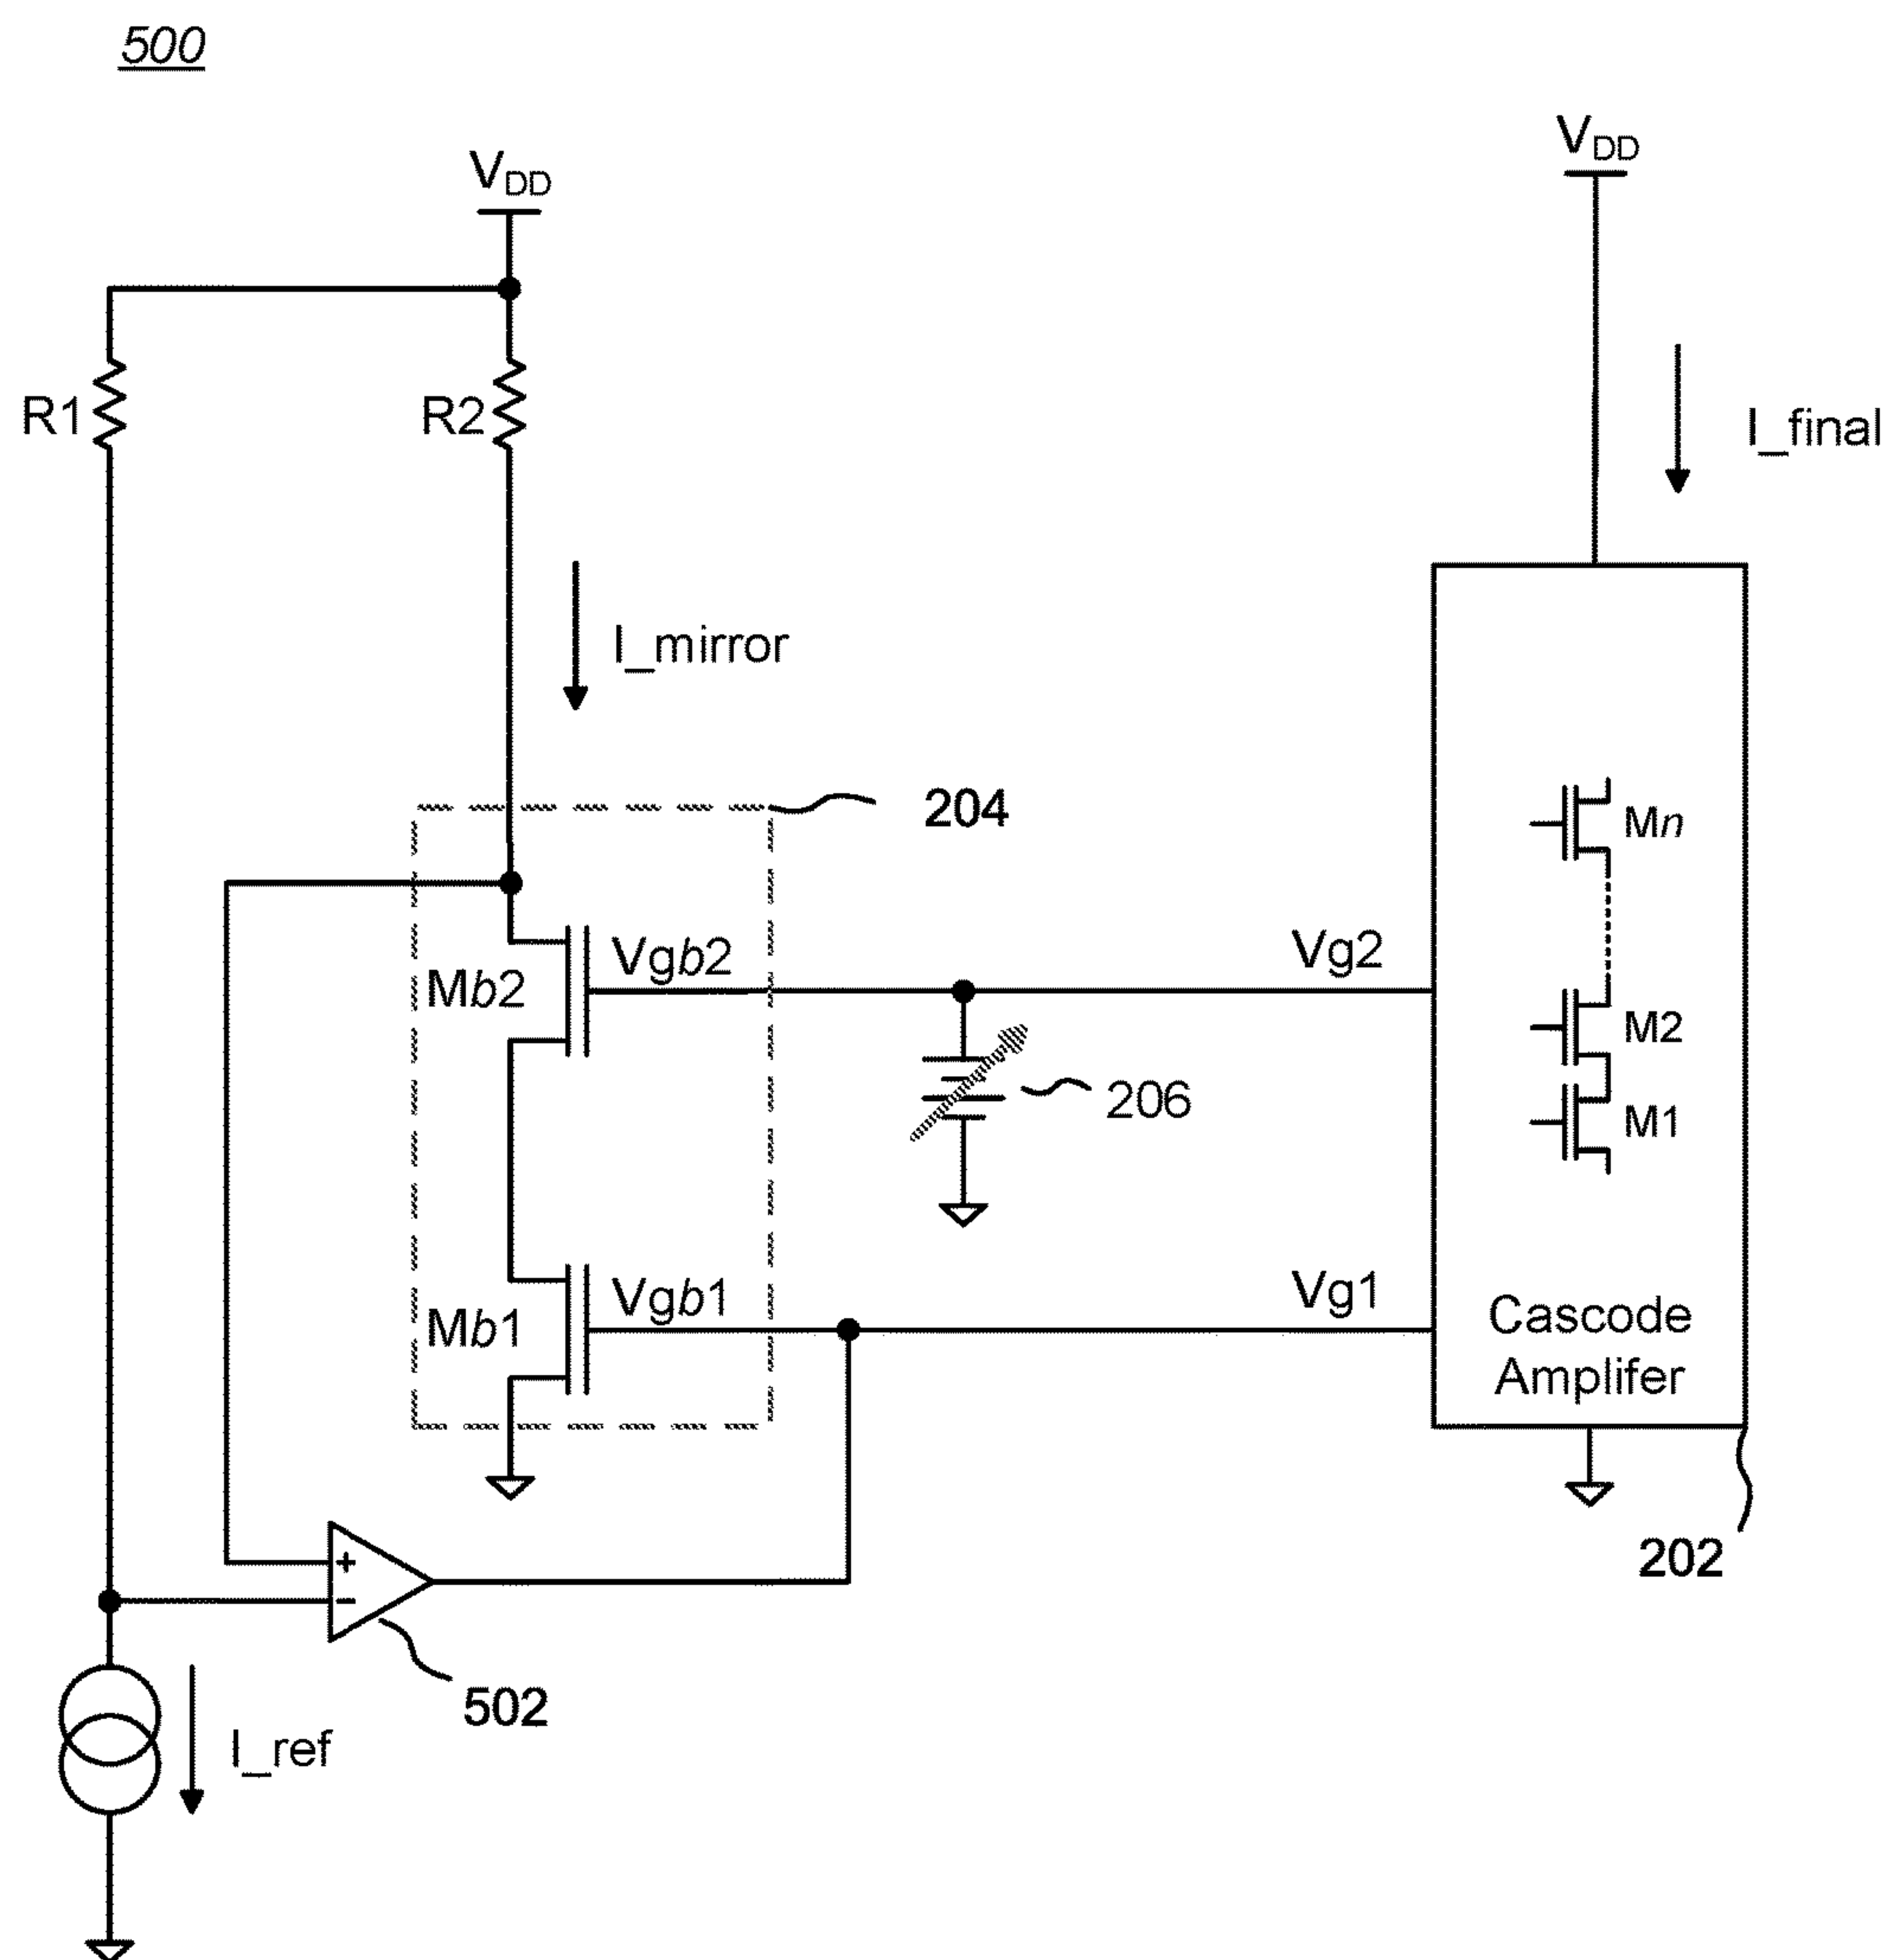 500
VDD
VDD
R1
R2
I_final
I_mirror
204
Mn
Vgb2
Vg2
Mb2
M2
206
M1
Vgb1
Vg1
Mb1
Cascode
Amplifer
+
−
202
502
I_ref